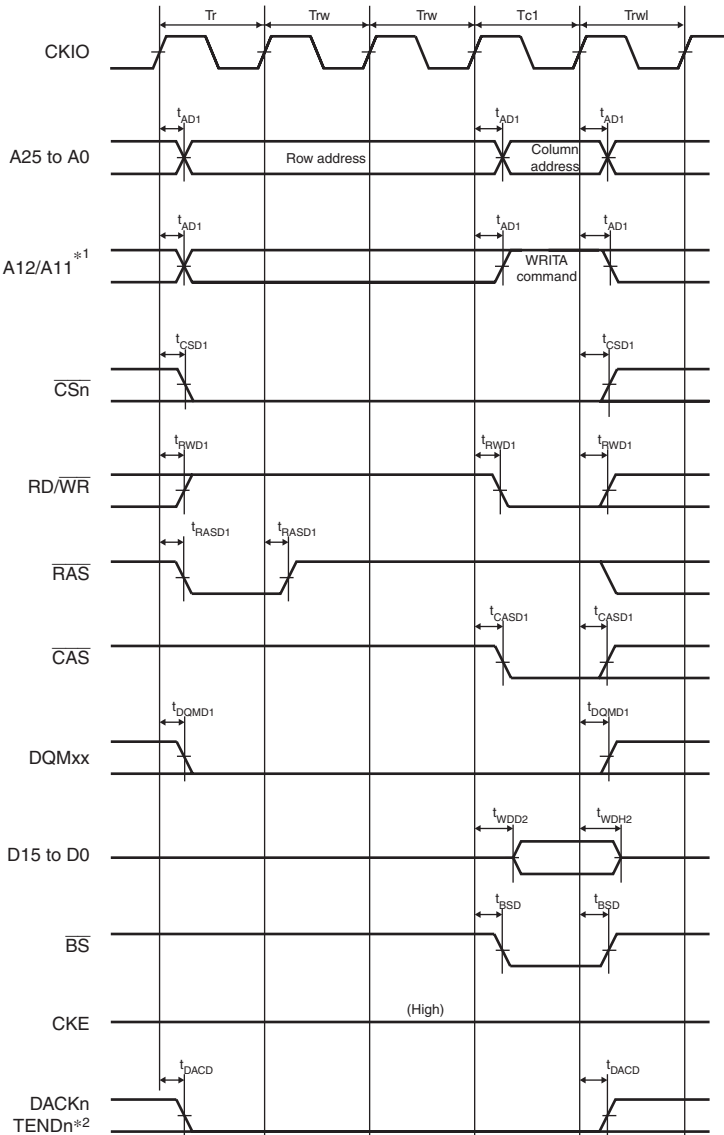 Tr Trw Trw Tc1 Trwl
CKIO
tAD1 tAD1 tAD1
A25 to A0 Row address Column address
tAD1 tAD1 tAD1
A12/A11*1 WRITA command
tCSD1 tCSD1
CSn
tRWD1 tRWD1 tRWD1
RD/WR
tRASD1 tRASD1
RAS
tCASD1 tCASD1
CAS
tDQMD1 tDQMD1
DQMxx
tWDD2 tWDH2
D15 to D0
tBSD tBSD
BS
(High)
CKE
tDACD tDACD
DACKn
TENDn*2